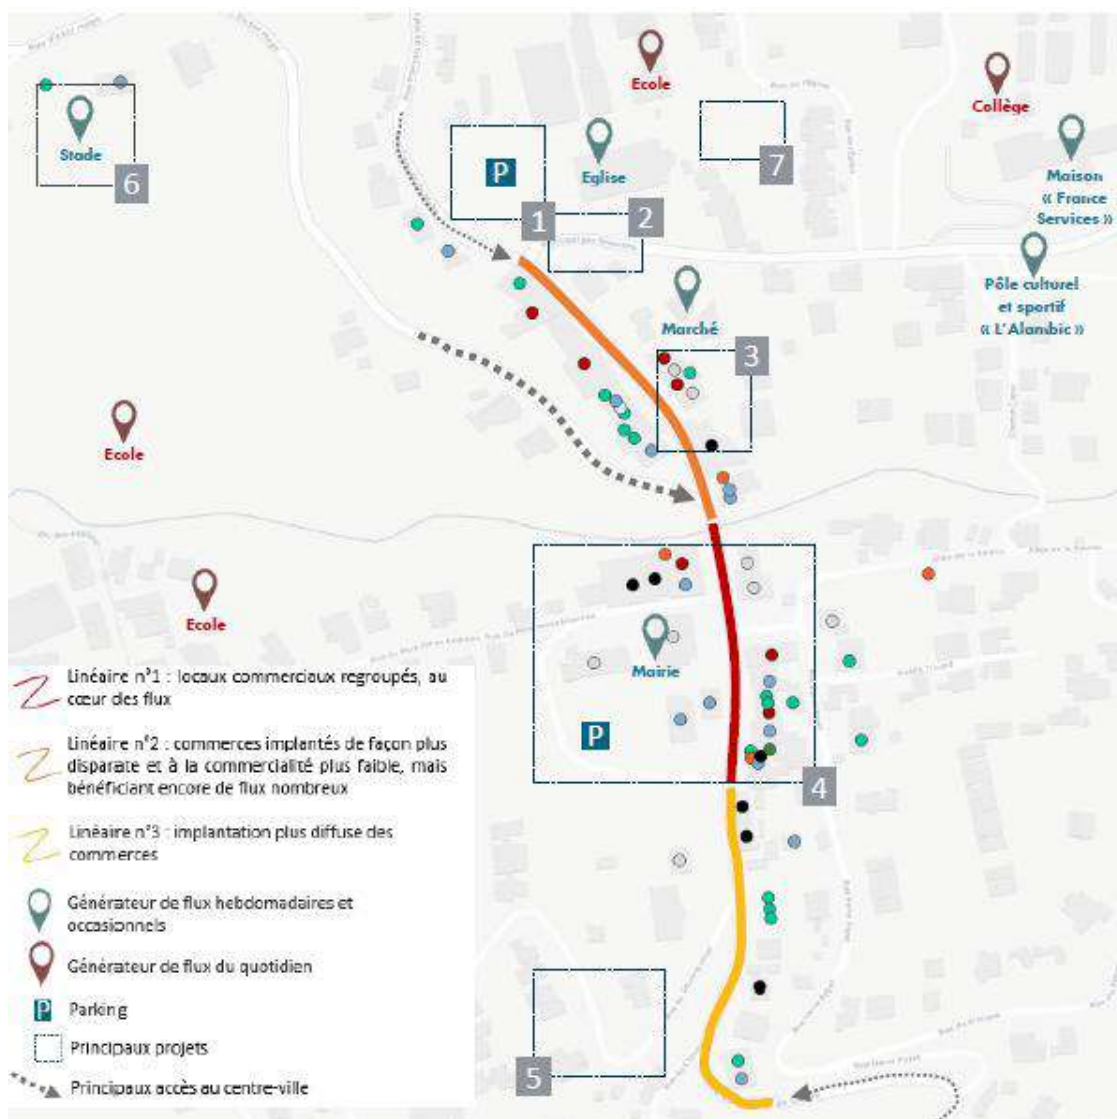 Ecole
Collège
Stade
P
Eglise
Maison
« France
Services »
6
7
1
2
Pôle culturel
et sportif
« L'Alambic »
Marché
3
Ecole
Ecole
Mairie
P
4
5
Linéaire n°1 : locaux commerciaux regroupés, au
cœur des flux
Linéaire n°2 : commerces implantés de façon plus
disparate et à la commercialité plus faible, mais
bénéficiant encore de flux nombreux
Linéaire n°3 : implantation plus diffuse des
commerces
Générateur de flux hebdomadaires et
occasionnels
Générateur de flux du quotidien
P Parking
Principaux projets
Principaux accès au centre-ville